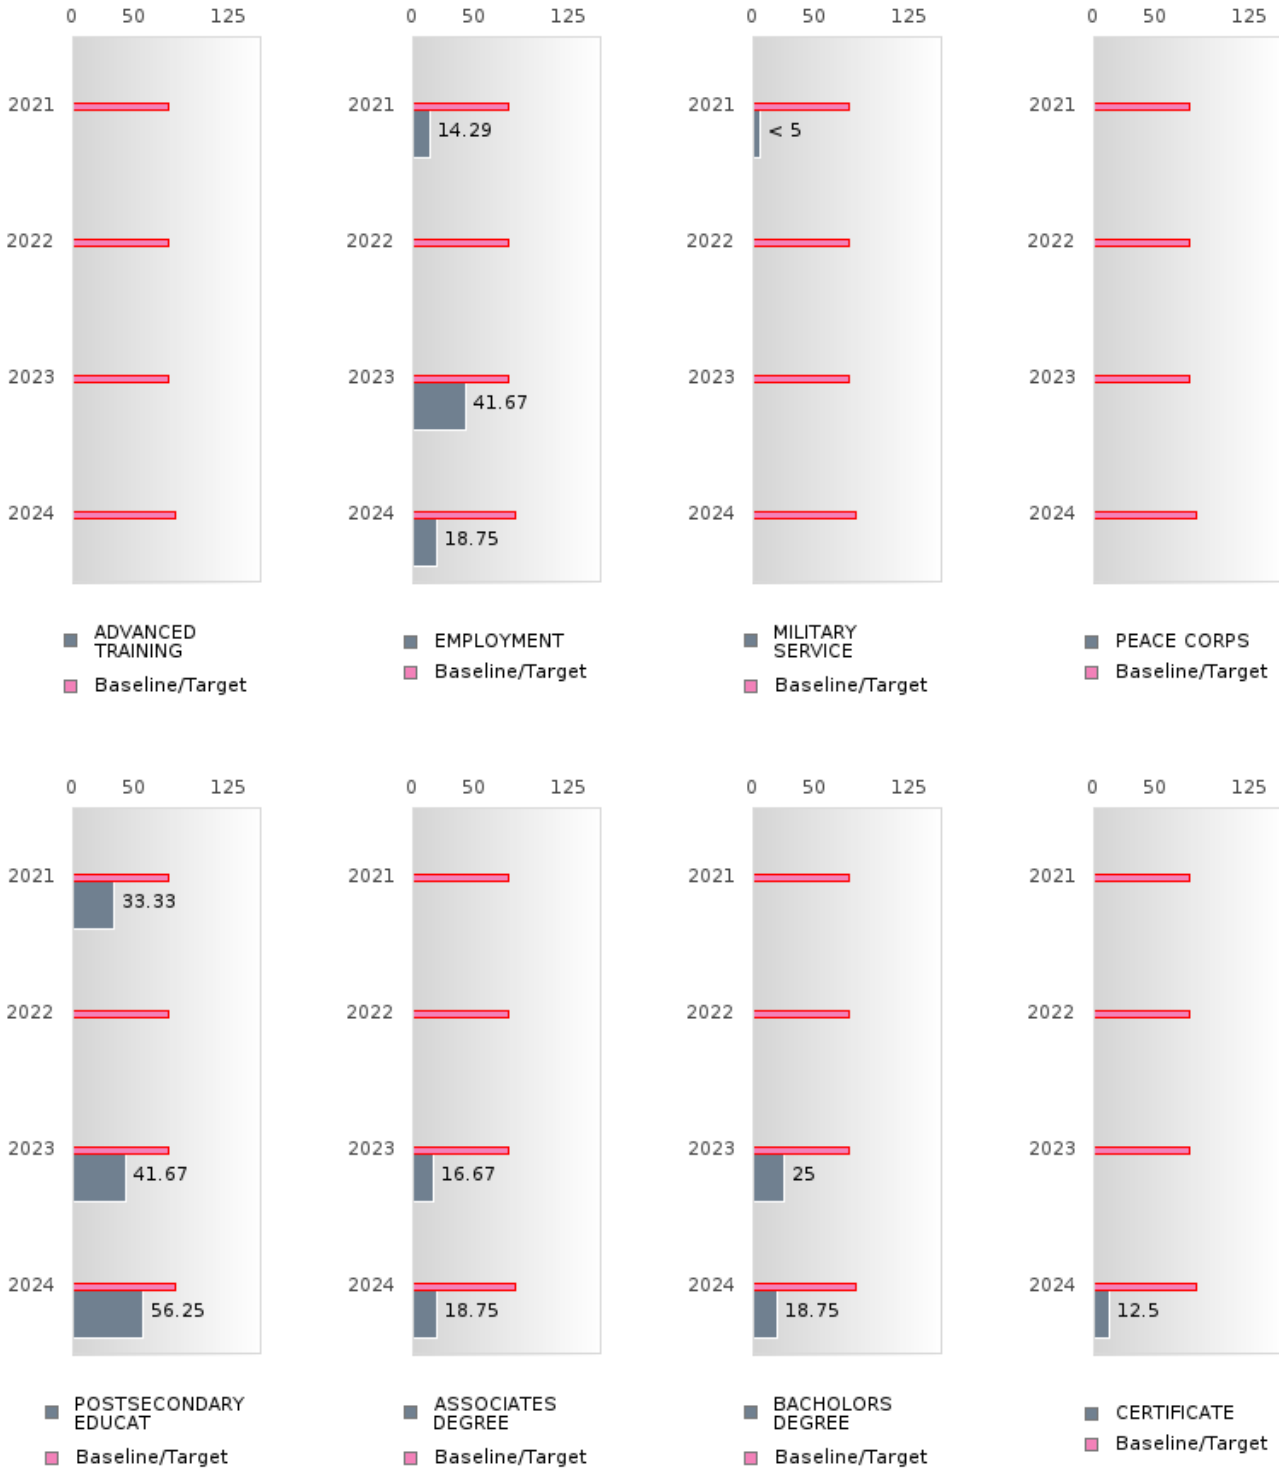 0 50 125 0 50 125 0 50 125 0 50 125
2021 2021 2021 2021
14.29 < 5
2022 2022 2022 2022
2023 2023 2023 2023
41.67
2024 2024 2024 2024
18.75
ADVANCED
TRAINING
Baseline/Target
EMPLOYMENT
Baseline/Target
MILITARY
SERVICE
Baseline/Target
PEACE CORPS
Baseline/Target
0 50 125 0 50 125 0 50 125 0 50 125
2021 2021 2021 2021
33.33
2022 2022 2022 2022
2023 2023 2023 2023
41.67 16.67 25
2024 2024 2024 2024
56.25 18.75 18.75 12.5
POSTSECONDARY
EDUCAT
Baseline/Target
ASSOCIATES
DEGREE
Baseline/Target
BACHOLORS
DEGREE
Baseline/Target
CERTIFICATE
Baseline/Target